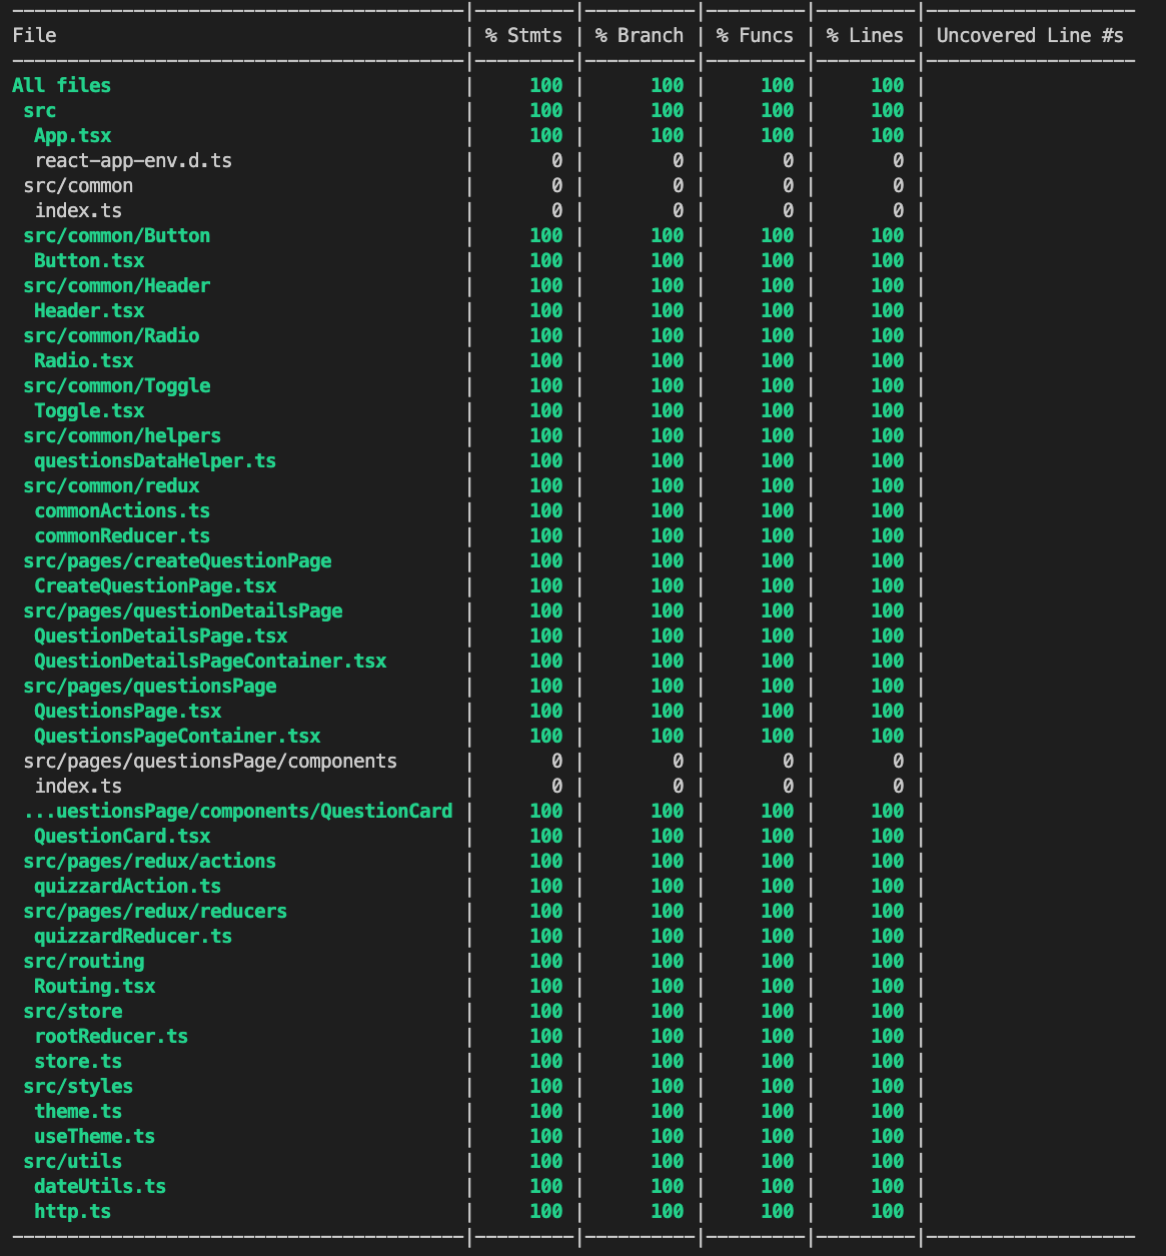 File | % Stmts | % Branch | % Funcs | % Lines | Uncovered Line #s
All files | 100 | 100 | 100 | 100 |
src | 100 | 100 | 100 | 100 |
App.tsx | 100 | 100 | 100 | 100 |
react-app-env.d.ts | 0 | 0 | 0 | 0 |
src/common | 0 | 0 | 0 | 0 |
index.ts | 0 | 0 | 0 | 0 |
src/common/Button | 100 | 100 | 100 | 100 |
Button.tsx | 100 | 100 | 100 | 100 |
src/common/Header | 100 | 100 | 100 | 100 |
Header.tsx | 100 | 100 | 100 | 100 |
src/common/Radio | 100 | 100 | 100 | 100 |
Radio.tsx | 100 | 100 | 100 | 100 |
src/common/Toggle | 100 | 100 | 100 | 100 |
Toggle.tsx | 100 | 100 | 100 | 100 |
src/common/helpers | 100 | 100 | 100 | 100 |
questionsDataHelper.ts | 100 | 100 | 100 | 100 |
src/common/redux | 100 | 100 | 100 | 100 |
commonActions.ts | 100 | 100 | 100 | 100 |
commonReducer.ts | 100 | 100 | 100 | 100 |
src/pages/createQuestionPage | 100 | 100 | 100 | 100 |
CreateQuestionPage.tsx | 100 | 100 | 100 | 100 |
src/pages/questionDetailsPage | 100 | 100 | 100 | 100 |
QuestionDetailsPage.tsx | 100 | 100 | 100 | 100 |
QuestionDetailsPageContainer.tsx | 100 | 100 | 100 | 100 |
src/pages/questionsPage | 100 | 100 | 100 | 100 |
QuestionsPage.tsx | 100 | 100 | 100 | 100 |
QuestionsPageContainer.tsx | 100 | 100 | 100 | 100 |
src/pages/questionsPage/components | 0 | 0 | 0 | 0 |
index.ts | 0 | 0 | 0 | 0 |
...uestionsPage/components/QuestionCard | 100 | 100 | 100 | 100 |
QuestionCard.tsx | 100 | 100 | 100 | 100 |
src/pages/redux/actions | 100 | 100 | 100 | 100 |
quizzardAction.ts | 100 | 100 | 100 | 100 |
src/pages/redux/reducers | 100 | 100 | 100 | 100 |
quizzardReducer.ts | 100 | 100 | 100 | 100 |
src/routing | 100 | 100 | 100 | 100 |
Routing.tsx | 100 | 100 | 100 | 100 |
src/store | 100 | 100 | 100 | 100 |
rootReducer.ts | 100 | 100 | 100 | 100 |
store.ts | 100 | 100 | 100 | 100 |
src/styles | 100 | 100 | 100 | 100 |
theme.ts | 100 | 100 | 100 | 100 |
useTheme.ts | 100 | 100 | 100 | 100 |
src/utils | 100 | 100 | 100 | 100 |
dateUtils.ts | 100 | 100 | 100 | 100 |
http.ts | 100 | 100 | 100 | 100 |